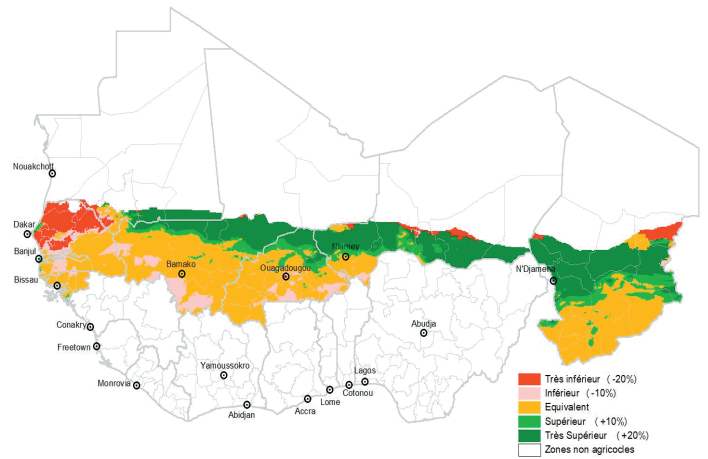 Nouakchott
Dakar
Banjul
Bissau
Bamako
Ouagadougou
Niamey
N'Djamena
Conakry
Freetown
Monrovia
Yamoussokro
Abidjan
Accra
Lome
Cotonou
Lagos
Abudja
Très inférieur (-20%)
Inférieur (-10%)
Equivalent
Supérieur (+10%)
Très Supérieur (+20%)
Zones non agricocles